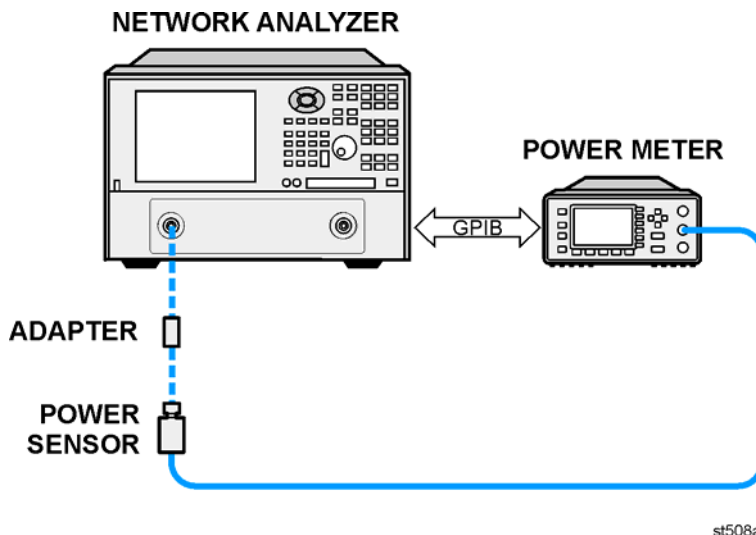 NETWORK ANALYZER
POWER METER
GPIB
ADAPTER
POWER
SENSOR
st508a